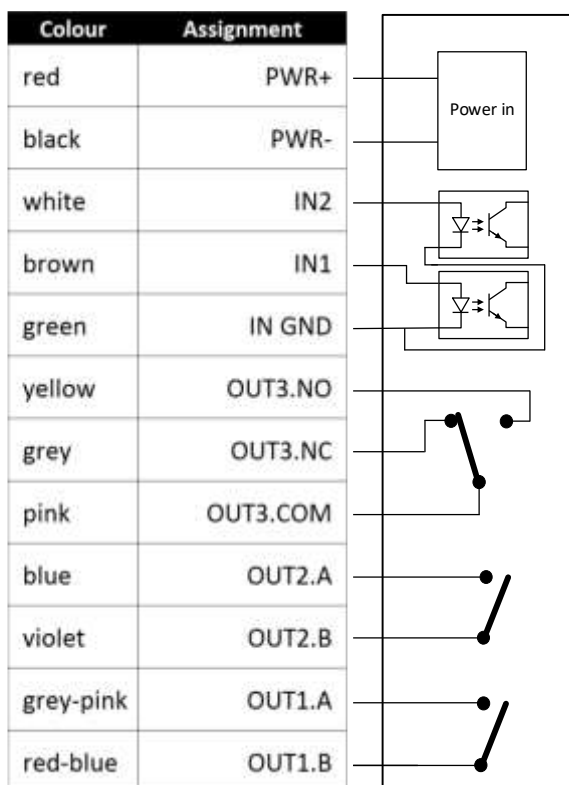 Colour Assignment
red PWR+
black PWR-
Power in
white IN2
brown IN1
green IN GND
yellow OUT3.NO
grey OUT3.NC
pink OUT3.COM
blue OUT2.A
violet OUT2.B
grey-pink OUT1.A
red-blue OUT1.B